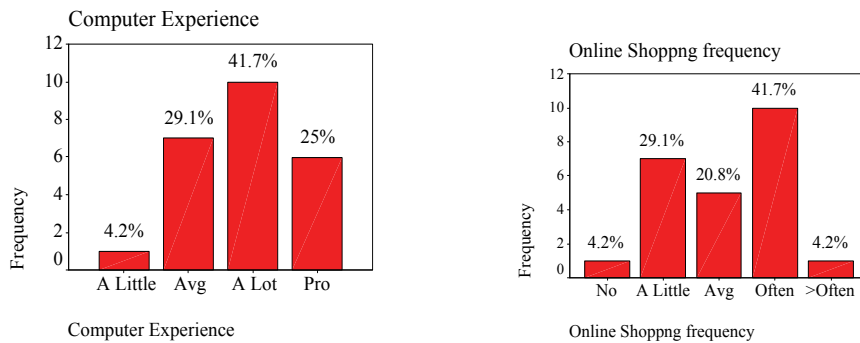 Computer Experience
12
41.7%
10
29.1%
8
25%
6
4
2
4.2%
0
Frequency
A Little Avg A Lot Pro
Computer Experience
Online Shoppng frequency
12
41.7%
10
29.1%
8
20.8%
6
4
4.2%
4.2%
2
0
Frequency
No A Little Avg Often >Often
Online Shoppng frequency